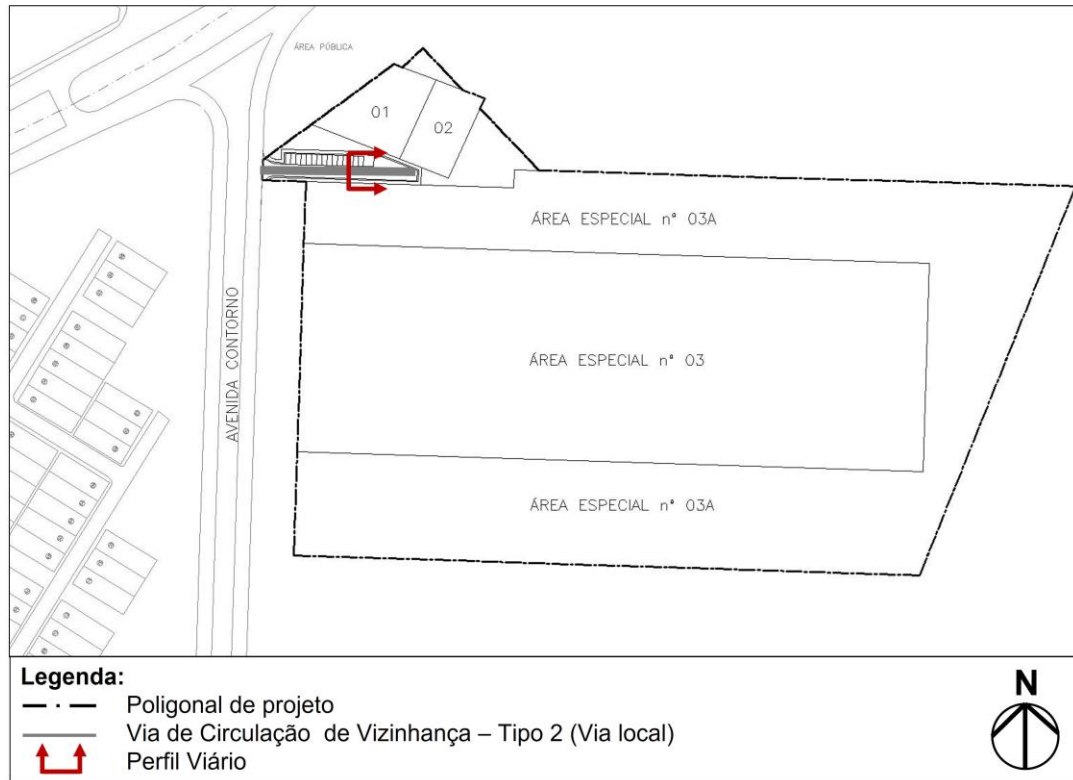 ÁREA PÚBLICA
01
02
ÁREA ESPECIAL nº 03A
AVENIDA CONTORNO
ÁREA ESPECIAL nº 03
ÁREA ESPECIAL nº 03A
Legenda:
Poligonal de projeto
Via de Circulação de Vizinhança – Tipo 2 (Via local)
Perfil Viário
N